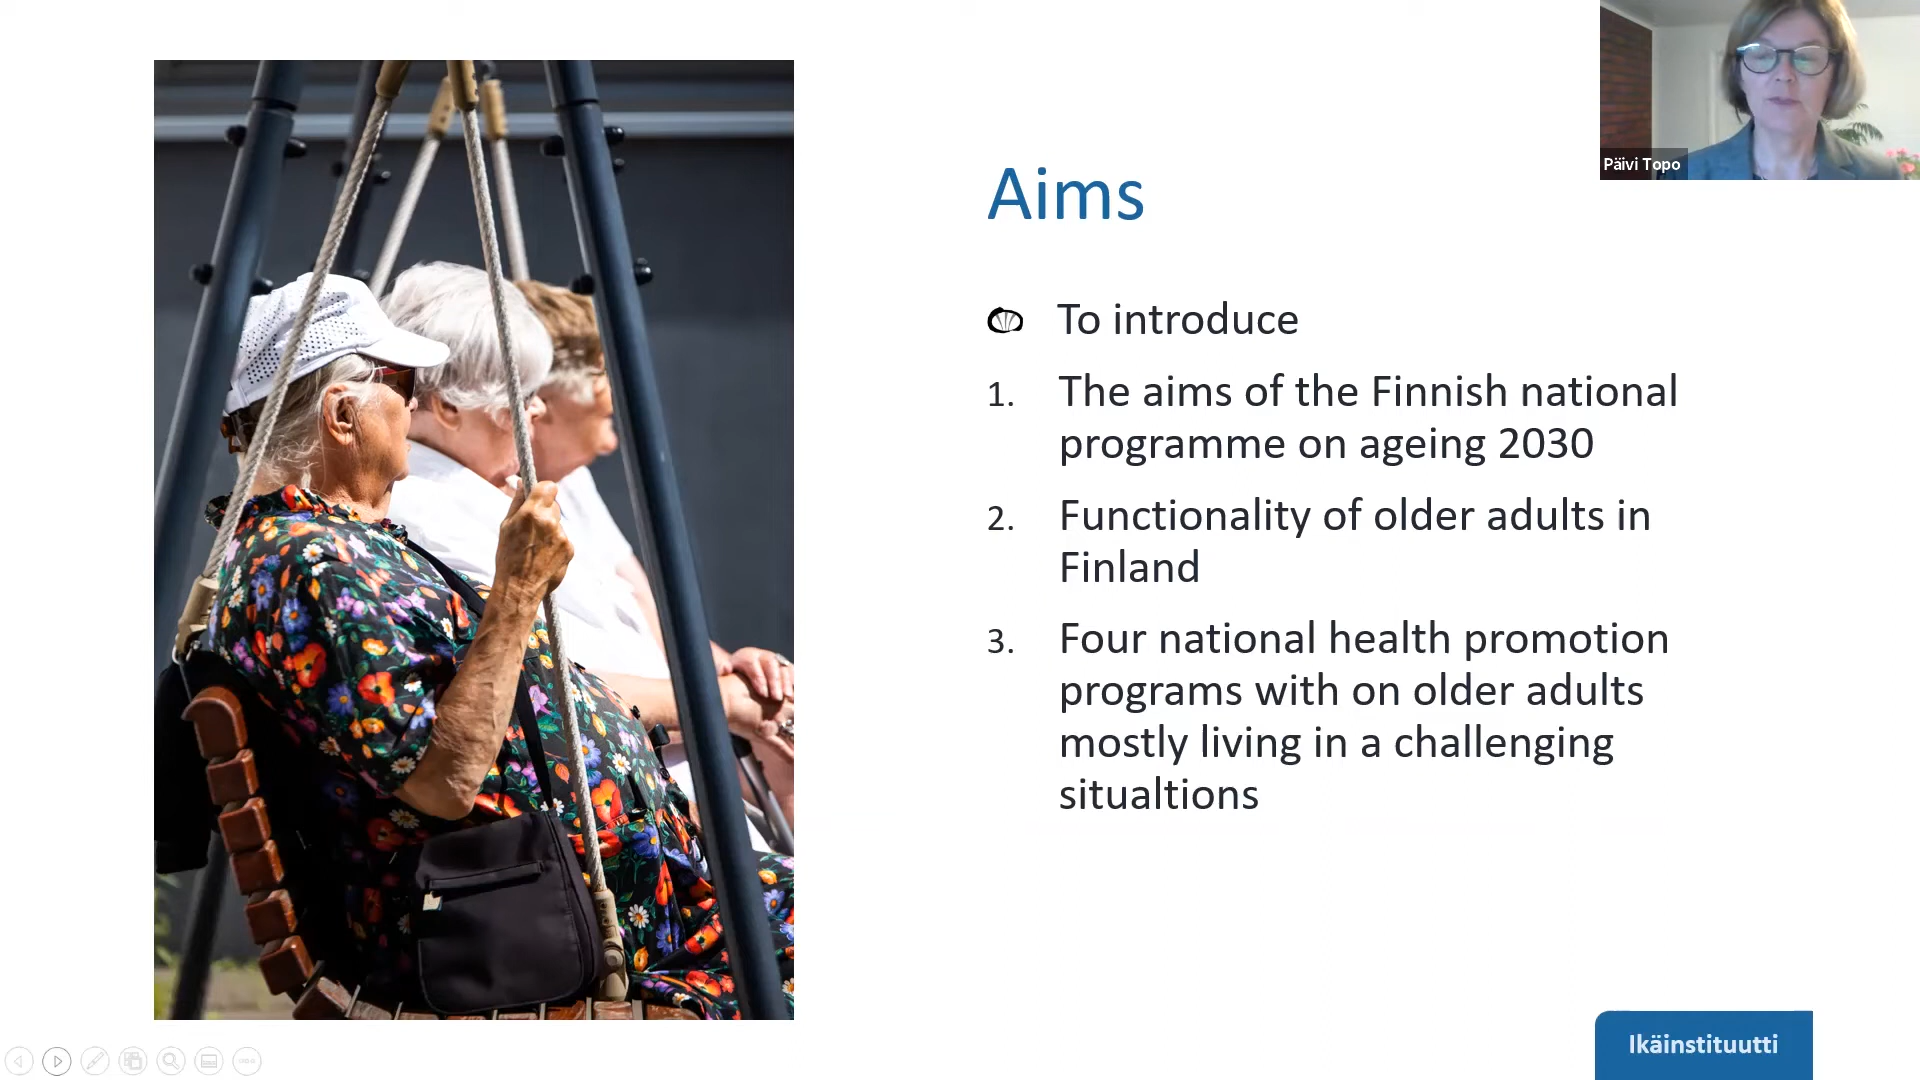 Päivi Topo
Aims
To introduce
1. The aims of the Finnish national
programme on ageing 2030
2. Functionality of older adults in
Finland
3. Four national health promotion
programs with on older adults
mostly living in a challenging
situaltions
Ikäinstituutti